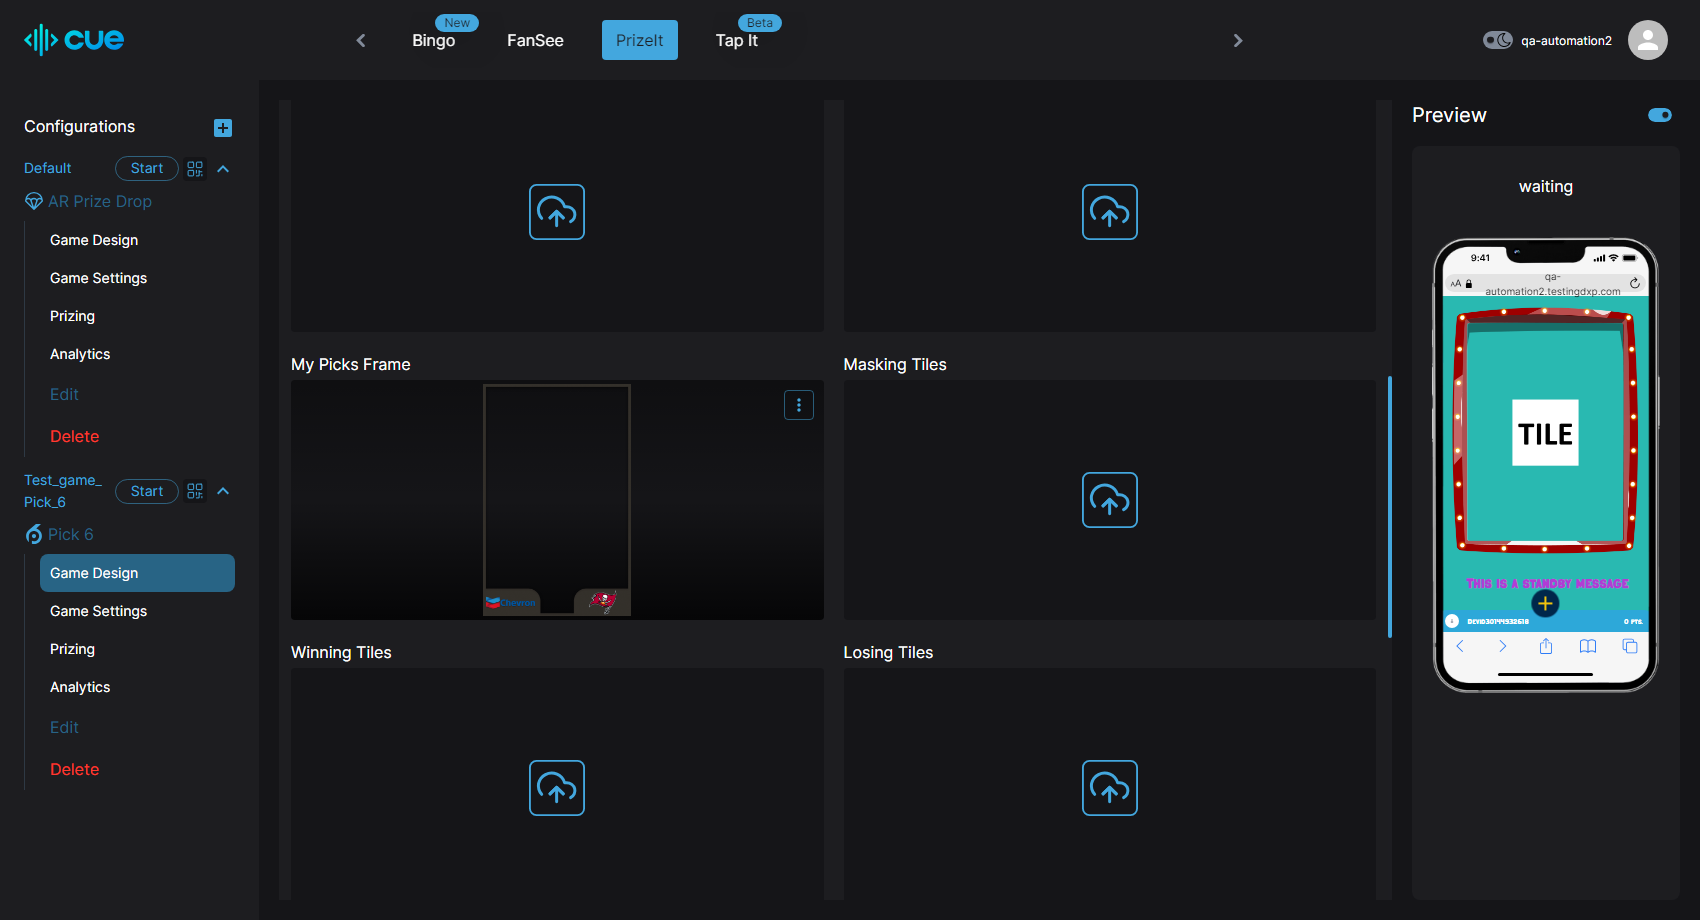 cue
New
Bingo
FanSee
PrizeIt
Beta
Tap It
qa-automation2
Configurations
Default
Start
AR Prize Drop
Game Design
Game Settings
Prizing
Analytics
Edit
Delete
Test_game_
Pick_6
Start
Pick 6
Game Design
Game Settings
Prizing
Analytics
Edit
Delete
My Picks Frame
Chevron
Masking Tiles
Winning Tiles
Losing Tiles
Preview
waiting
9:41
AA
qa-
automation2.testingdxp.com
TILE
THIS IS A STANDBY MESSAGE
0 PTS.